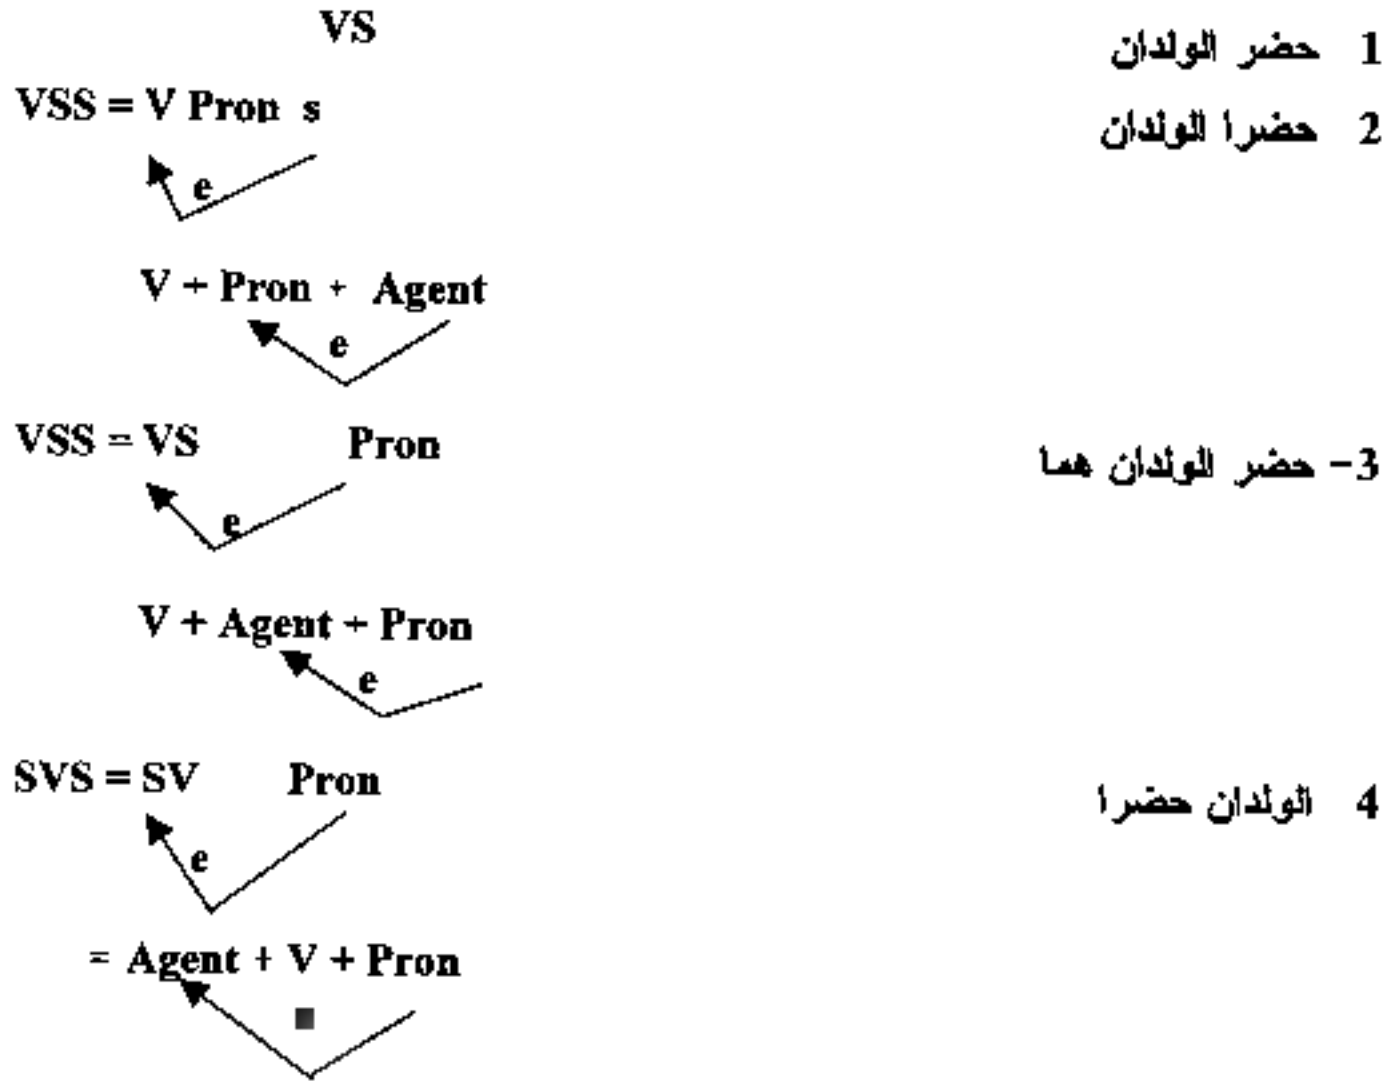 VS
1 حضر الولدان
VSS = V Pron s
2 حضرا الولدان
e
V + Pron + Agent
e
VSS = VS Pron
3- حضر الولدان هما
e
V + Agent + Pron
e
SVS = SV Pron
4 الولدان حضرا
e
= Agent + V + Pron